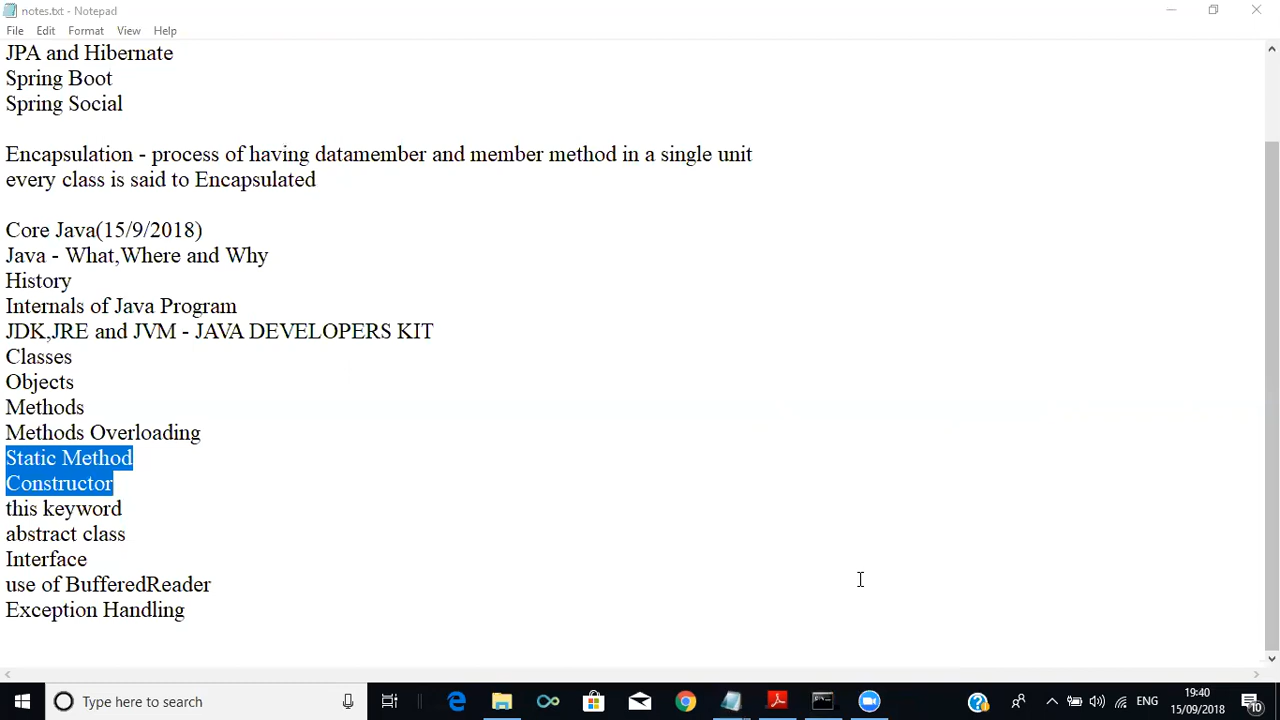 notes.txt - Notepad
File Edit Format View Help
JPA and Hibernate
Spring Boot
Spring Social
Encapsulation - process of having datamember and member method in a single unit
every class is said to Encapsulated
Core Java(15/9/2018)
Java - What,Where and Why
History
Internals of Java Program
JDK,JRE and JVM - JAVA DEVELOPERS KIT
Classes
Objects
Methods
Methods Overloading
Static Method
Constructor
this keyword
abstract class
Interface
use of BufferedReader
Exception Handling
Type here to search
ENG
19:40
15/09/2018
10